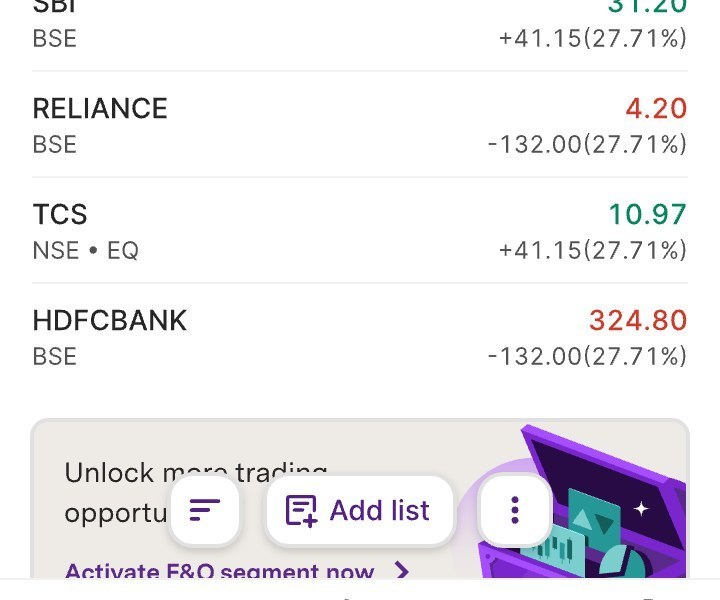 SBI 31.20
BSE +41.15(27.71%)
RELIANCE 4.20
BSE -132.00(27.71%)
TCS 10.97
NSE • EQ +41.15(27.71%)
HDFCBANK 324.80
BSE -132.00(27.71%)
Unlock more trading
opportu
Add list
Activate F&O segment now